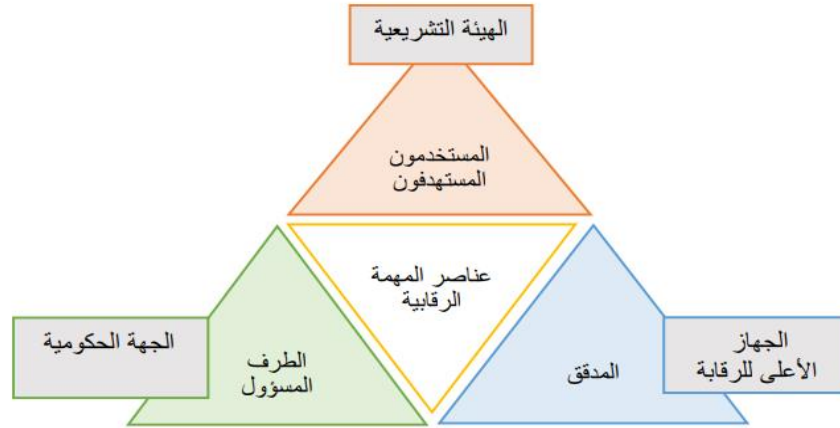 الهيئة التشريعية
المستخدمون
المستهدفون
عناصر المهمة
الرقابية
الجهة الحكومية
الطرف
المسؤول
المدقق
الجهاز
الأعلى للرقابة